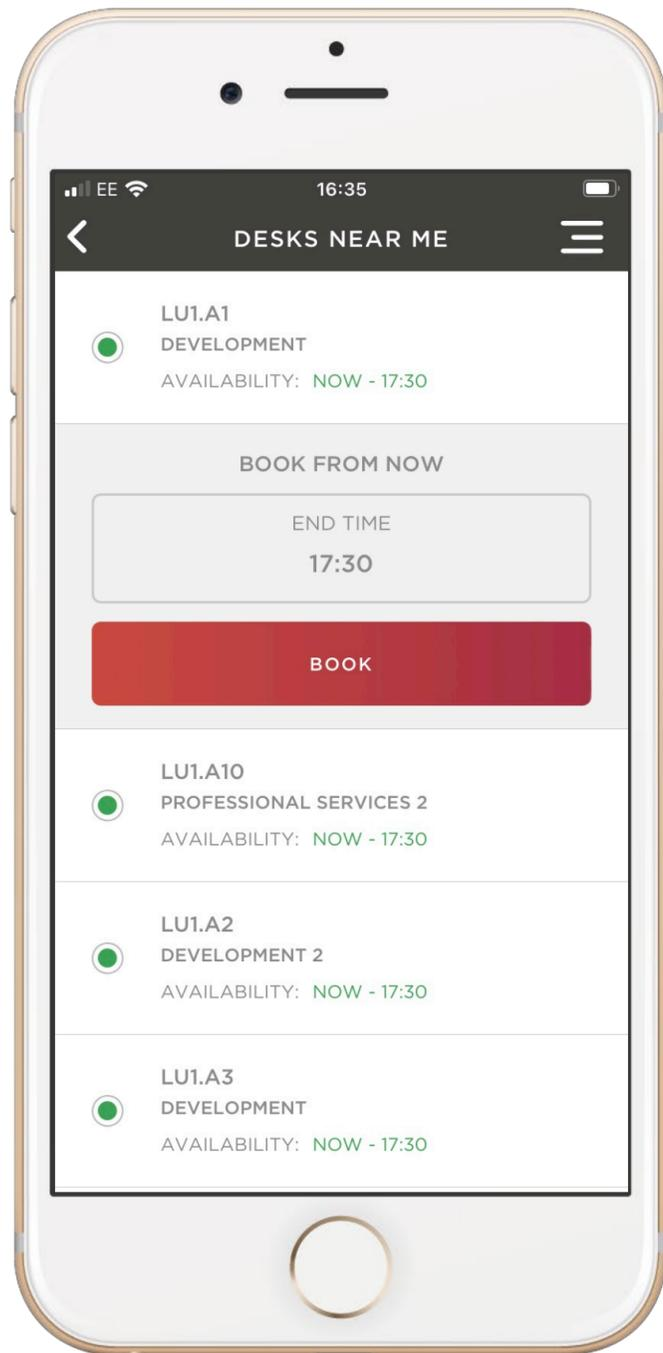 EE 16:35
DESKS NEAR ME
LU1.A1
DEVELOPMENT
AVAILABILITY: NOW - 17:30
BOOK FROM NOW
END TIME
17:30
BOOK
LU1.A10
PROFESSIONAL SERVICES 2
AVAILABILITY: NOW - 17:30
LU1.A2
DEVELOPMENT 2
AVAILABILITY: NOW - 17:30
LU1.A3
DEVELOPMENT
AVAILABILITY: NOW - 17:30